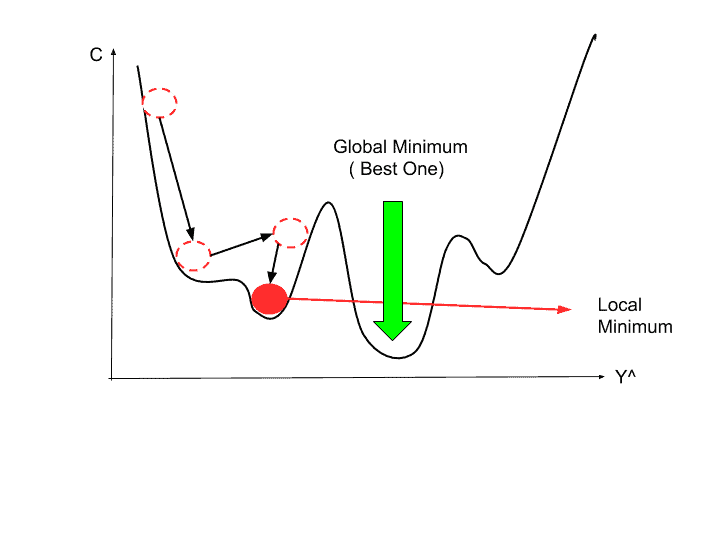 C
Global Minimum
( Best One)
Local
Minimum
Y^